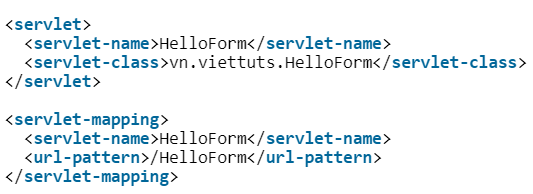 <servlet>
  <servlet-name>HelloForm</servlet-name>
  <servlet-class>vn.viettuts.HelloForm</servlet-class>
</servlet>

<servlet-mapping>
  <servlet-name>HelloForm</servlet-name>
  <url-pattern>/HelloForm</url-pattern>
</servlet-mapping>